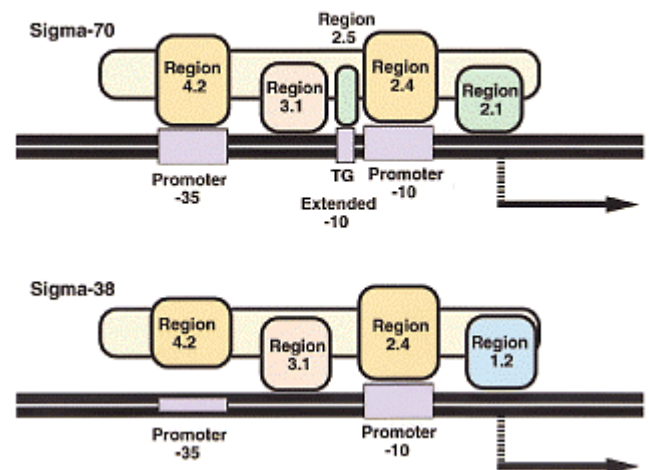 Sigma-70
Region
2.5
Region
4.2
Region
3.1
Region
2.4
Region
2.1
Promoter
-35
TG
Promoter
-10
Extended
-10
Sigma-38
Region
4.2
Region
3.1
Region
2.4
Region
1.2
Promoter
-35
Promoter
-10